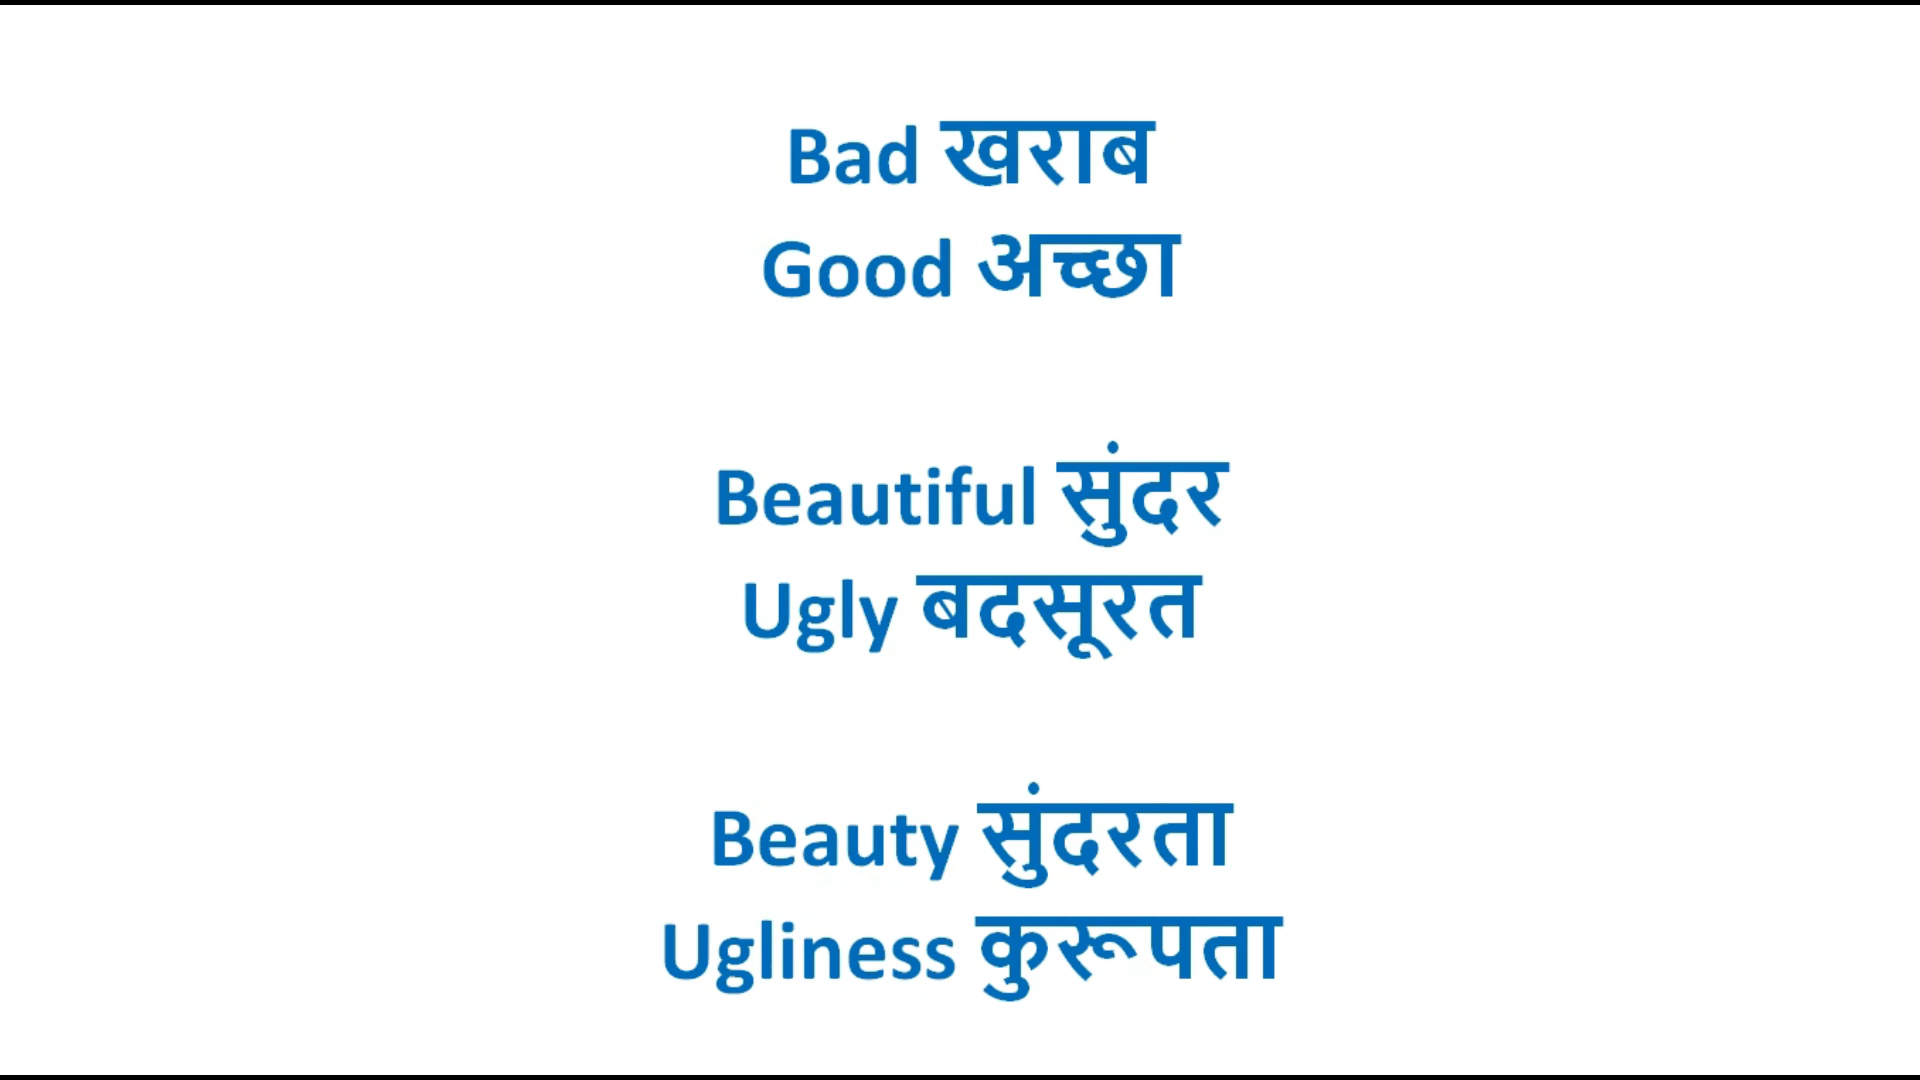 Bad खराब
Good अच्छा
Beautiful सुंदर
Ugly बदसूरत
Beauty सुंदरता
Ugliness कुरूपता